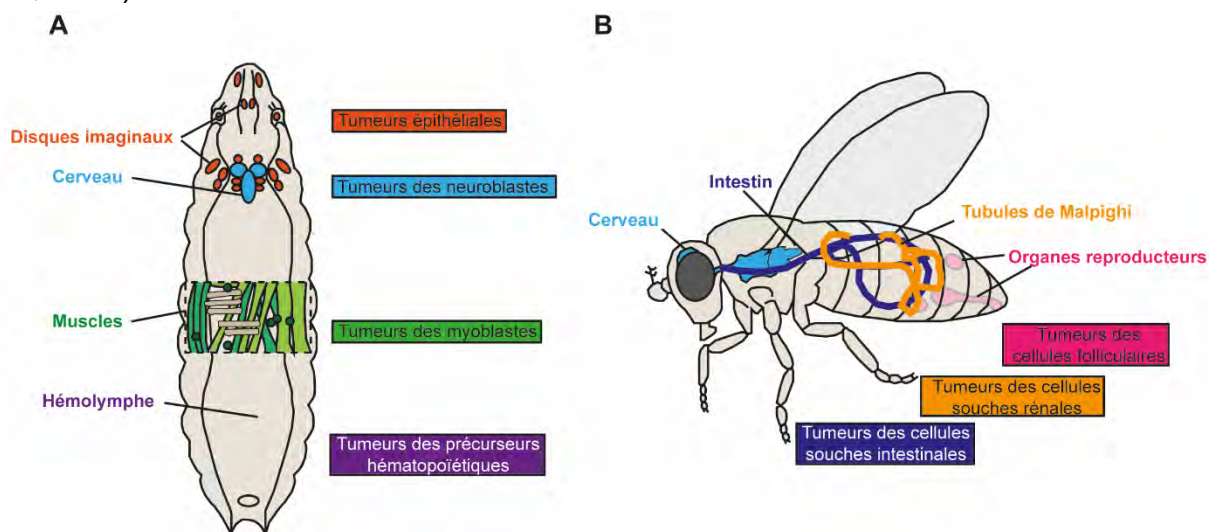 A
Disques imaginaux
Cerveau
Muscles
Hémolymphe
Tumeurs épithéliales
Tumeurs des neuroblastes
Tumeurs des myoblastes
Tumeurs des précurseurs
hématopoïétiques
B
Intestin
Cerveau
Tubules de Malpighi
Organes reproducteurs
Tumeurs des
cellules folliculaires
Tumeurs des cellules
souches rénales
Tumeurs des cellules
souches intestinales